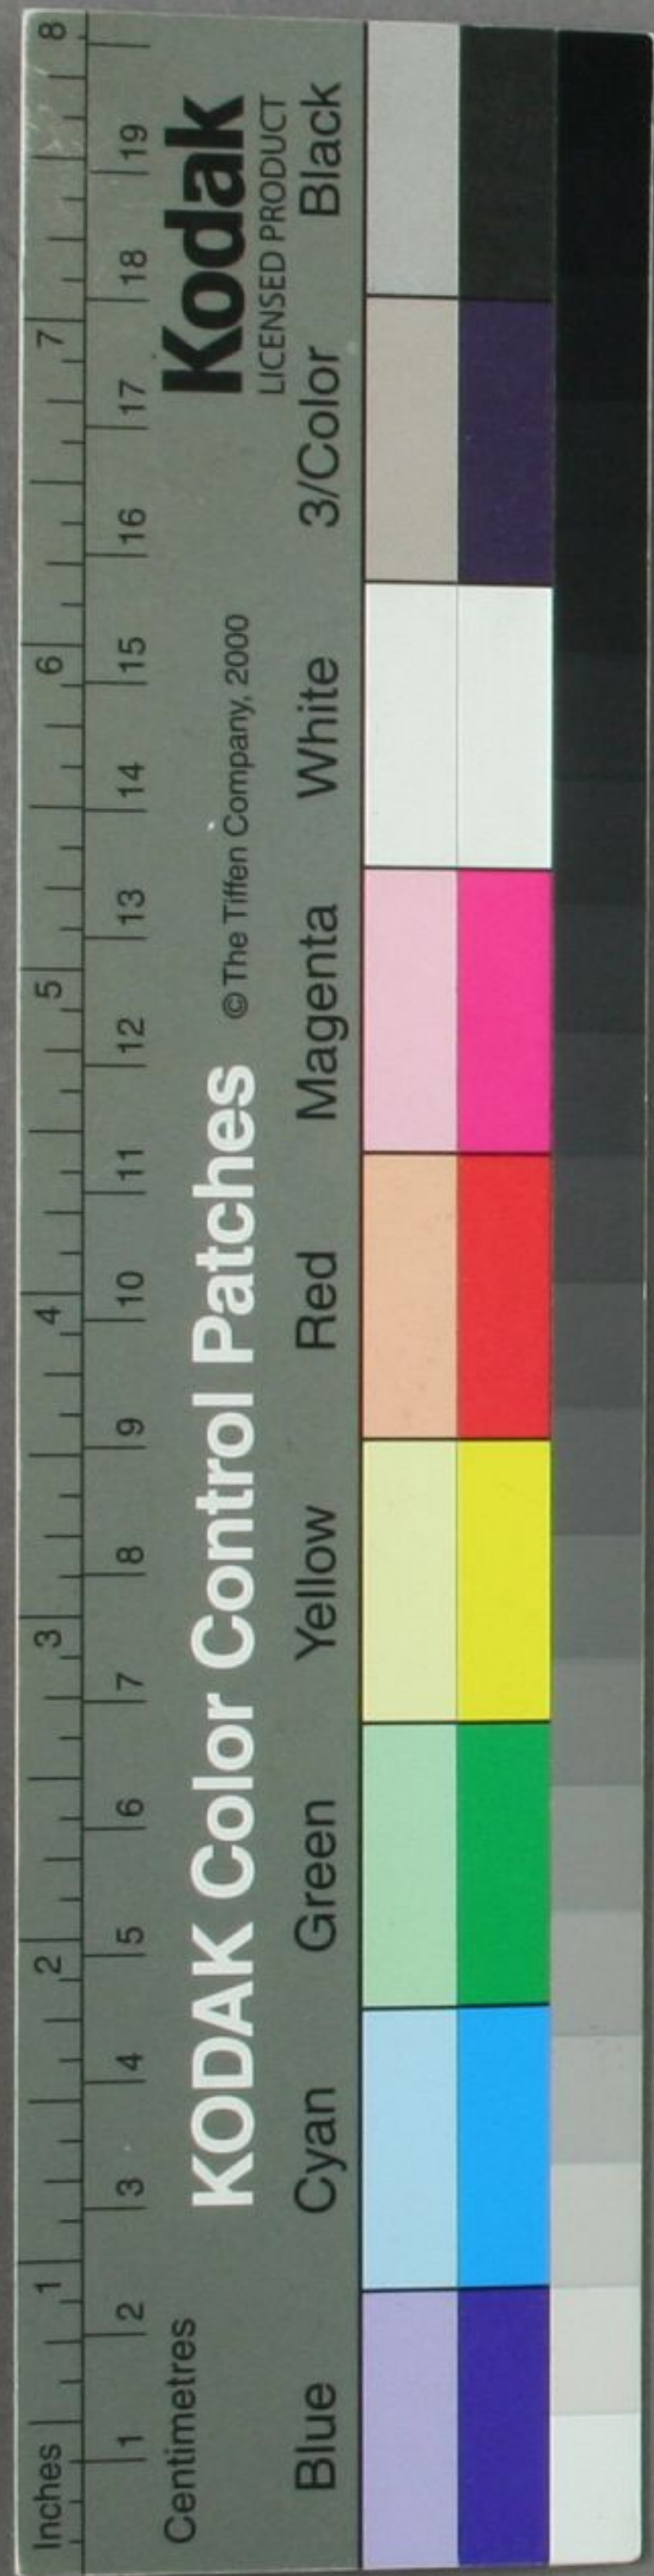 Inches 1 2 3 4 5 6 7 8
1 2 3 4 5 6 7 8 9 10 11 12 13 14 15 16 17 18 19
Centimetres
KODAK Color Control Patches © The Tiffen Company, 2000 Kodak
LICENSED PRODUCT
Blue Cyan Green Yellow Red Magenta White 3/Color Black